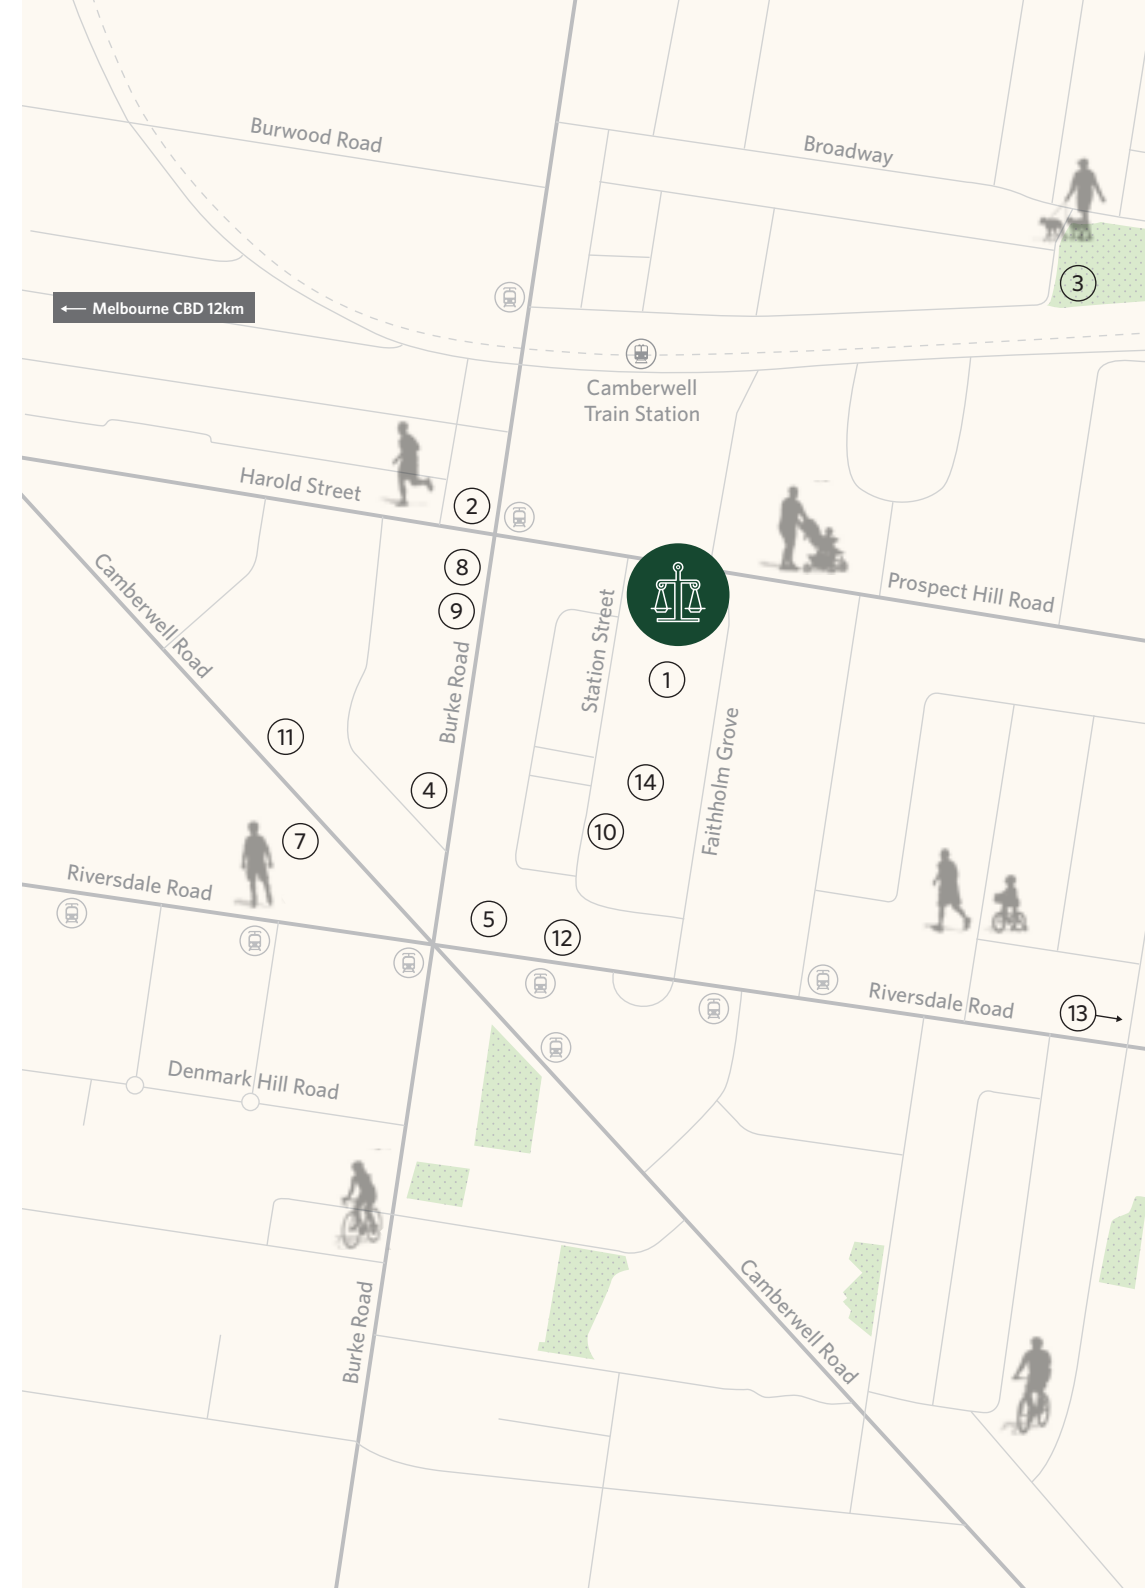 Burwood Road
Broadway
3
← Melbourne CBD 12km
Camberwell
Train Station
Harold Street
2
8
Prospect Hill Road
Camberwell Road
9
Station Street
Burke Road
1
11
Faithholm Grove
14
4
10
7
Riversdale Road
5
12
Riversdale Road
13
Denmark Hill Road
Camberwell Road
Burke Road